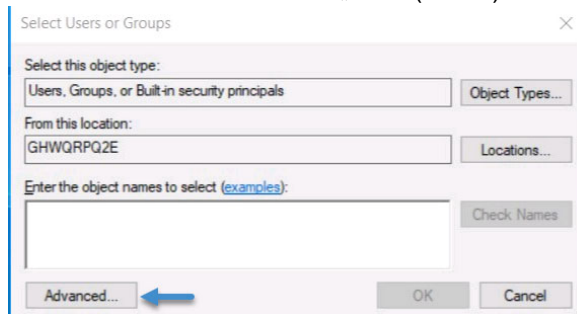 Select Users or Groups
Select this object type:
Users, Groups, or Built-in security principals
Object Types...
From this location:
GHWQRPQ2E
Locations...
Enter the object names to select (examples):
Check Names
Advanced...
OK
Cancel